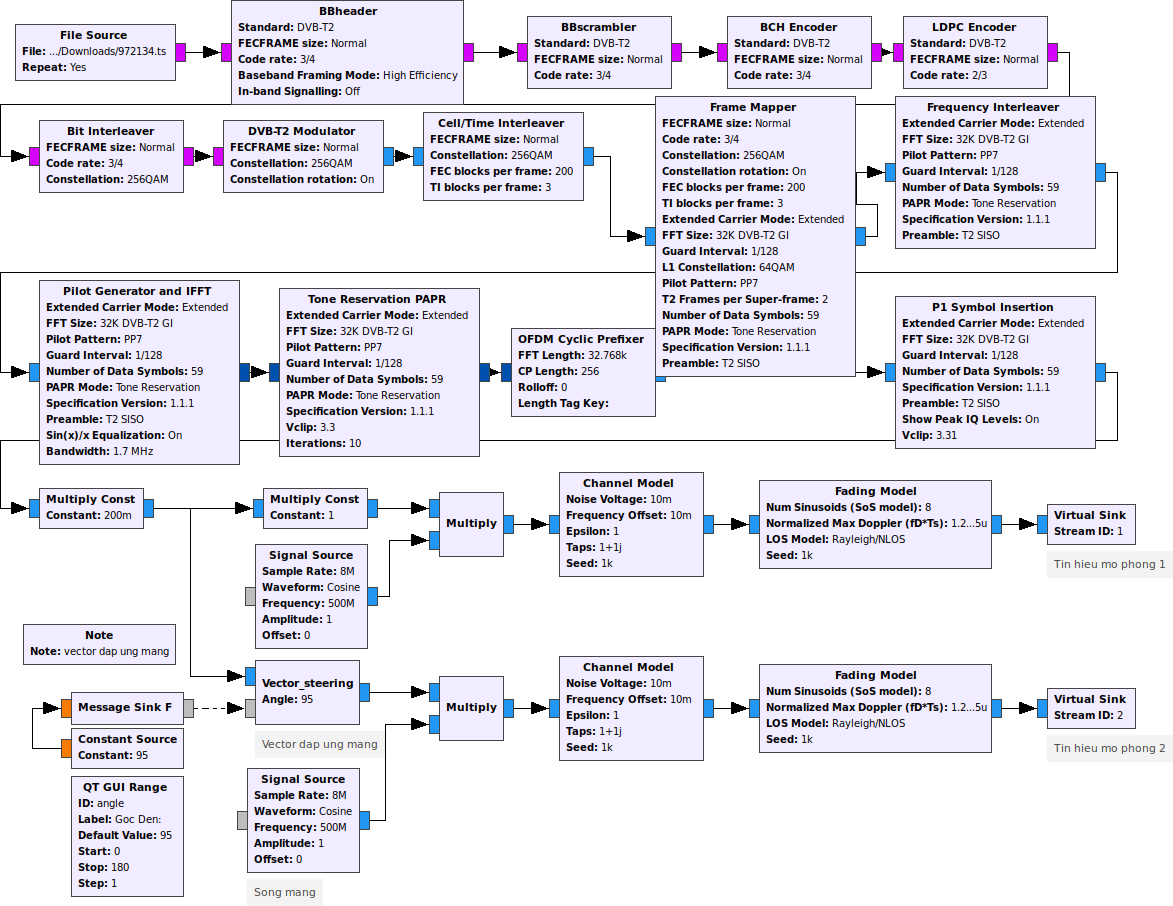 File Source
File: .../Downloads/972134.ts
Repeat: Yes
BBheader
Standard: DVB-T2
FECFRAME size: Normal
Code rate: 3/4
Baseband Framing Mode: High Efficiency
In-band Signalling: Off
BBscrambler
Standard: DVB-T2
FECFRAME size: Normal
Code rate: 3/4
BCH Encoder
Standard: DVB-T2
FECFRAME size: Normal
Code rate: 3/4
LDPC Encoder
Standard: DVB-T2
FECFRAME size: Normal
Code rate: 2/3
Bit Interleaver
FECFRAME size: Normal
Code rate: 3/4
Constellation: 256QAM
DVB-T2 Modulator
FECFRAME size: Normal
Constellation: 256QAM
Constellation rotation: On
Cell/Time Interleaver
FECFRAME size: Normal
Constellation: 256QAM
FEC blocks per frame: 200
TI blocks per frame: 3
Frame Mapper
FECFRAME size: Normal
Code rate: 3/4
Constellation: 256QAM
Constellation rotation: On
FEC blocks per frame: 200
TI blocks per frame: 3
Extended Carrier Mode: Extended
FFT Size: 32K DVB-T2 GI
Guard Interval: 1/128
L1 Constellation: 64QAM
Pilot Pattern: PP7
T2 Frames per Super-frame: 2
Number of Data Symbols: 59
PAPR Mode: Tone Reservation
Specification Version: 1.1.1
Preamble: T2 SISO
Frequency Interleaver
Extended Carrier Mode: Extended
FFT Size: 32K DVB-T2 GI
Pilot Pattern: PP7
Guard Interval: 1/128
Number of Data Symbols: 59
PAPR Mode: Tone Reservation
Specification Version: 1.1.1
Preamble: T2 SISO
Pilot Generator and IFFT
Extended Carrier Mode: Extended
FFT Size: 32K DVB-T2 GI
Pilot Pattern: PP7
Guard Interval: 1/128
Number of Data Symbols: 59
PAPR Mode: Tone Reservation
Specification Version: 1.1.1
Preamble: T2 SISO
Sin(x)/x Equalization: On
Bandwidth: 1.7 MHz
Tone Reservation PAPR
Extended Carrier Mode: Extended
FFT Size: 32K DVB-T2 GI
Pilot Pattern: PP7
Guard Interval: 1/128
Number of Data Symbols: 59
PAPR Mode: Tone Reservation
Specification Version: 1.1.1
Vclip: 3.3
Iterations: 10
OFDM Cyclic Prefixer
FFT Length: 32.768k
CP Length: 256
Rolloff: 0
Length Tag Key:
P1 Symbol Insertion
Extended Carrier Mode: Extended
FFT Size: 32K DVB-T2 GI
Guard Interval: 1/128
Number of Data Symbols: 59
Specification Version: 1.1.1
Preamble: T2 SISO
Show Peak IQ Levels: On
Vclip: 3.31
Multiply Const
Constant: 200m
Multiply Const
Constant: 1
Signal Source
Sample Rate: 8M
Waveform: Cosine
Frequency: 500M
Amplitude: 1
Offset: 0
Multiply
Channel Model
Noise Voltage: 10m
Frequency Offset: 10m
Epsilon: 1
Taps: 1+1j
Seed: 1k
Fading Model
Num Sinusoids (SoS model): 8
Normalized Max Doppler (fD*Ts): 1.2...5u
LOS Model: Rayleigh/NLOS
Seed: 1k
Virtual Sink
Stream ID: 1
Tin hieu mo phong 1
Note
Note: vector dap ung mang
Message Sink F
Constant Source
Constant: 95
QT GUI Range
ID: angle
Label: Goc Den:
Default Value: 95
Start: 0
Stop: 180
Step: 1
Vector_steering
Angle: 95
Vector dap ung mang
Signal Source
Sample Rate: 8M
Waveform: Cosine
Frequency: 500M
Amplitude: 1
Offset: 0
Song mang
Multiply
Channel Model
Noise Voltage: 10m
Frequency Offset: 10m
Epsilon: 1
Taps: 1+1j
Seed: 1k
Fading Model
Num Sinusoids (SoS model): 8
Normalized Max Doppler (fD*Ts): 1.2...5u
LOS Model: Rayleigh/NLOS
Seed: 1k
Virtual Sink
Stream ID: 2
Tin hieu mo phong 2